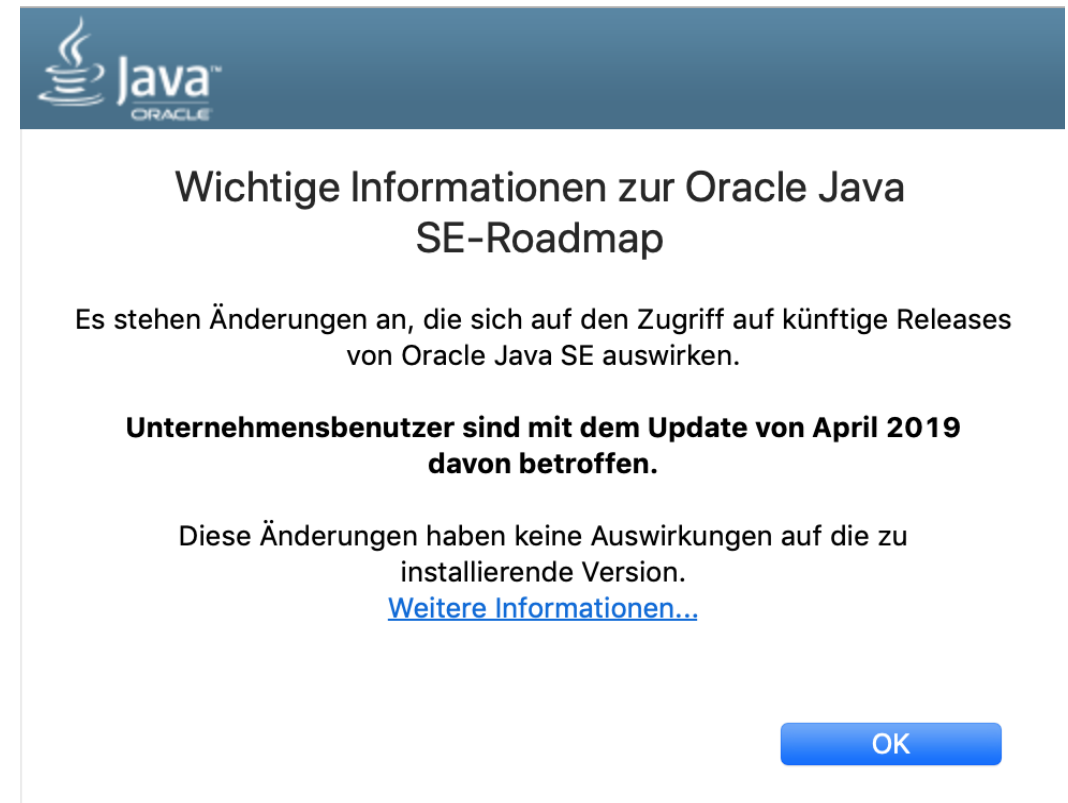 Java™
ORACLE
Wichtige Informationen zur Oracle Java
SE-Roadmap
Es stehen Änderungen an, die sich auf den Zugriff auf künftige Releases
von Oracle Java SE auswirken.
Unternehmensbenutzer sind mit dem Update von April 2019
davon betroffen.
Diese Änderungen haben keine Auswirkungen auf die zu
installierende Version.
Weitere Informationen...
OK